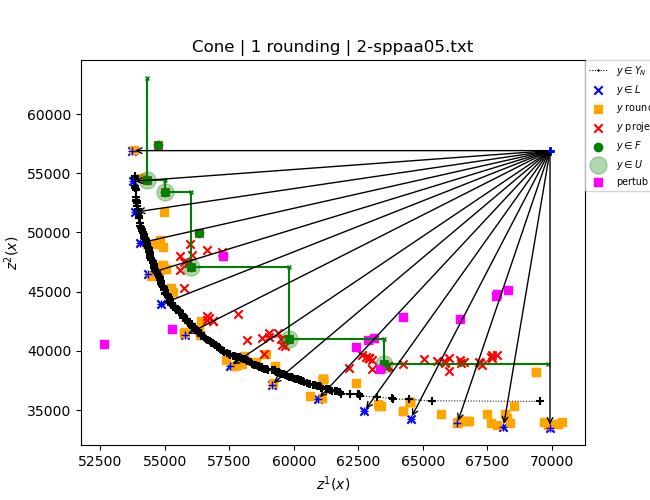 Cone | 1 rounding | 2-sppaa05.txt
z²(x)
60000
55000
50000
45000
40000
35000
52500 55000 57500 60000 62500 65000 67500 70000
z¹(x)
y ∈ Y_N
y ∈ L
y roun
y proje
y ∈ F
y ∈ U
pertub